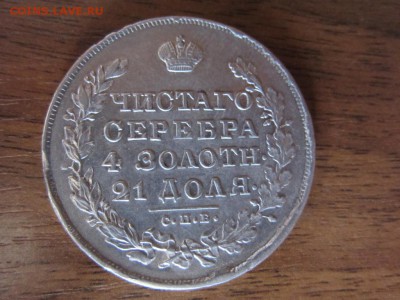 COINS.LAVE.RU
ЧИСТАГО
СЕРЕБРА
4 ЗОЛОТН.
21 ДОЛЯ.
С.П.Б.